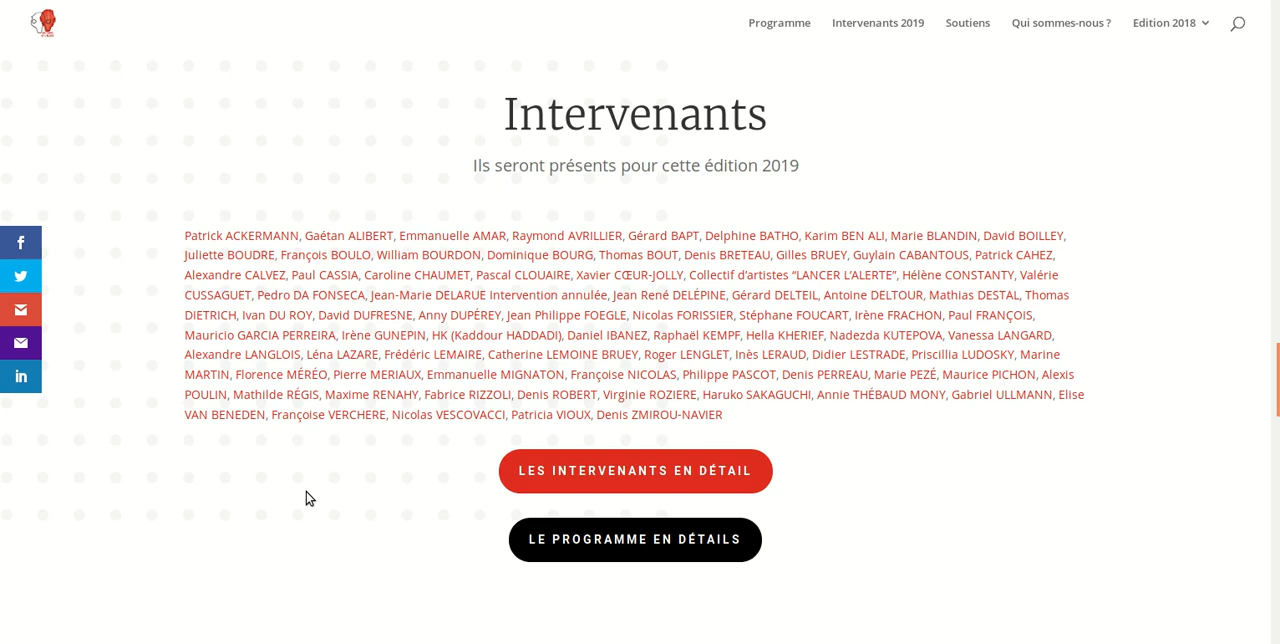 Programme
Intervenants 2019
Soutiens
Qui sommes-nous ?
Edition 2018
Intervenants
Ils seront présents pour cette édition 2019
Patrick ACKERMANN, Gaétan ALIBERT, Emmanuelle AMAR, Raymond AVRILLIER, Gérard BAPT, Delphine BATHO, Karim BEN ALI, Marie BLANDIN, David BOILLEY,
Juliette BOUDRE, François BOULO, William BOURDON, Dominique BOURG, Thomas BOUT, Denis BRETEAU, Gilles BRUEY, Guylain CABANTOUS, Patrick CAHEZ,
Alexandre CALVEZ, Paul CASSIA, Caroline CHAUMET, Pascal CLOUAIRE, Xavier CŒUR-JOLLY, Collectif d’artistes “LANCER L’ALERTE”, Hélène CONSTANTY, Valérie
CUSSAGUET, Pedro DA FONSECA, Jean-Marie DELARUE Intervention annulée, Jean René DELÉPINE, Gérard DELTEIL, Antoine DELTOUR, Mathias DESTAL, Thomas
DIETRICH, Ivan DU ROY, David DUFRESNE, Anny DUPÉREY, Jean Philippe FOEGLE, Nicolas FORISSIER, Stéphane FOUCART, Irène FRACHON, Paul FRANÇOIS,
Mauricio GARCIA PERREIRA, Irène GUNEPIN, HK (Kaddour HADDADI), Daniel IBANEZ, Raphaël KEMPF, Hella KHERIEF, Nadezda KUTEPOVA, Vanessa LANGARD,
Alexandre LANGLOIS, Léna LAZARE, Frédéric LEMAIRE, Catherine LEMOINE BRUEY, Roger LENGLET, Inès LERAUD, Didier LESTRADE, Priscillia LUDOSKY, Marine
MARTIN, Florence MÉRÉO, Pierre MERIAUX, Emmanuelle MIGNATON, Françoise NICOLAS, Philippe PASCOT, Denis PERREAU, Marie PEZÉ, Maurice PICHON, Alexis
POULIN, Mathilde RÉGIS, Maxime RENAHY, Fabrice RIZZOLI, Denis ROBERT, Virginie ROZIERE, Haruko SAKAGUCHI, Annie THÉBAUD MONY, Gabriel ULLMANN, Elise
VAN BENEDEN, Françoise VERCHERE, Nicolas VESCOVACCI, Patricia VIOUX, Denis ZMIROU-NAVIER
LES INTERVENANTS EN DÉTAIL
LE PROGRAMME EN DÉTAILS